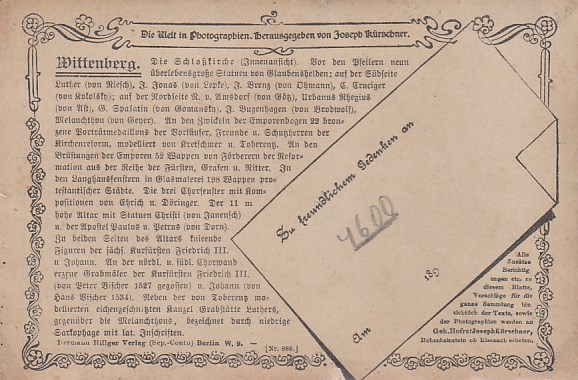 Die Welt in Photographien. Herausgegeben von Joseph Kürschner.
Wittenberg. Die Schloßkirche (Innenansicht). Vor den Pfeilern neun
überlebensgroße Statuen von Glaubenshelden: auf der Südseite
Luther (von Riesch), J. Jonas (von Lepke), J. Brenz (von Ohmann), C. Cruciger
(von Kokolsky); auf der Nordseite N. v. Amsdorf (von Götz), Urbanus Rhegius
(von Ast), G. Spalatin (von Gomansky), J. Bugenhagen (von Brodwolf),
Melanchthon (von Geyer). An den Zwickeln der Emporenbogen 22 bron-
zene Porträtmedaillons der Vorläufer, Freunde u. Schutzherren der
Kirchenreform, modelliert von Kretschmer u. Toberentz. An den
Brüstungen der Emporen 52 Wappen von Förderern der Refor-
mation aus der Reihe der Fürsten, Grafen u. Ritter. In
den Langhausfenstern in Glasmalerei 198 Wappen pro-
testantischer Städte. Die drei Chorfenster mit Kom-
positionen von Ehrich u. Döringer. Der 11 m
hohe Altar mit Statuen Christi (von Janensch)
u. der Apostel Paulus u. Petrus (von Dorn).
Zu beiden Seiten des Altars knieende
Figuren der sächs. Kurfürsten Friedrich III.
u. Johann. An der nördl. u. südl. Chorwand
erzene Grabmäler der Kurfürsten Friedrich III.
(von Peter Vischer 1527 gegossen) u. Johann (von
Hans Vischer 1534). Neben der von Toberentz mo-
dellierten eichengeschnitzten Kanzel Grabstätte Luthers,
gegenüber die Melanchthons, bezeichnet durch niedrige
Sarkophage mit lat. Inschriften.
Hermann Hillger Verlag (Sep.-Conto) Berlin W. 9. —
[Nr. 888.]
Zu freundlichem Gedenken an
1600
Am 189
Alle
Zusätze
Berichtig
ungen etc. zu
diesem Blatte,
Vorschläge für die
ganze Sammlung hin
sichtlich der Texte, sowie
der Photographien werden an
Geh. Hofrat Joseph Kürschner,
Hohenhainstein ob Eisenach erbeten.